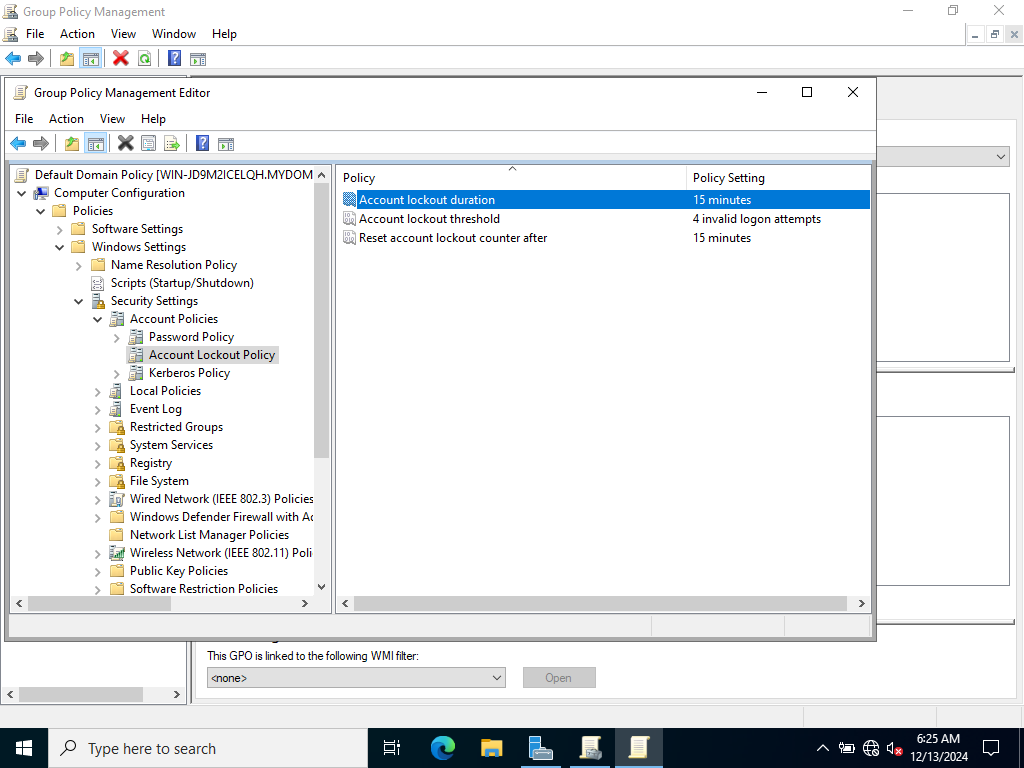 Group Policy Management
File Action View Window Help
Group Policy Management Editor
File Action View Help
Default Domain Policy [WIN-JD9M2ICELQH.MYDOM
Computer Configuration
Policies
Software Settings
Windows Settings
Name Resolution Policy
Scripts (Startup/Shutdown)
Security Settings
Account Policies
Password Policy
Account Lockout Policy
Kerberos Policy
Local Policies
Event Log
Restricted Groups
System Services
Registry
File System
Wired Network (IEEE 802.3) Policies
Windows Defender Firewall with Ac
Network List Manager Policies
Wireless Network (IEEE 802.11) Poli
Public Key Policies
Software Restriction Policies
Policy Policy Setting
Account lockout duration 15 minutes
Account lockout threshold 4 invalid logon attempts
Reset account lockout counter after 15 minutes
This GPO is linked to the following WMI filter:
<none> Open
Type here to search
6:25 AM
12/13/2024